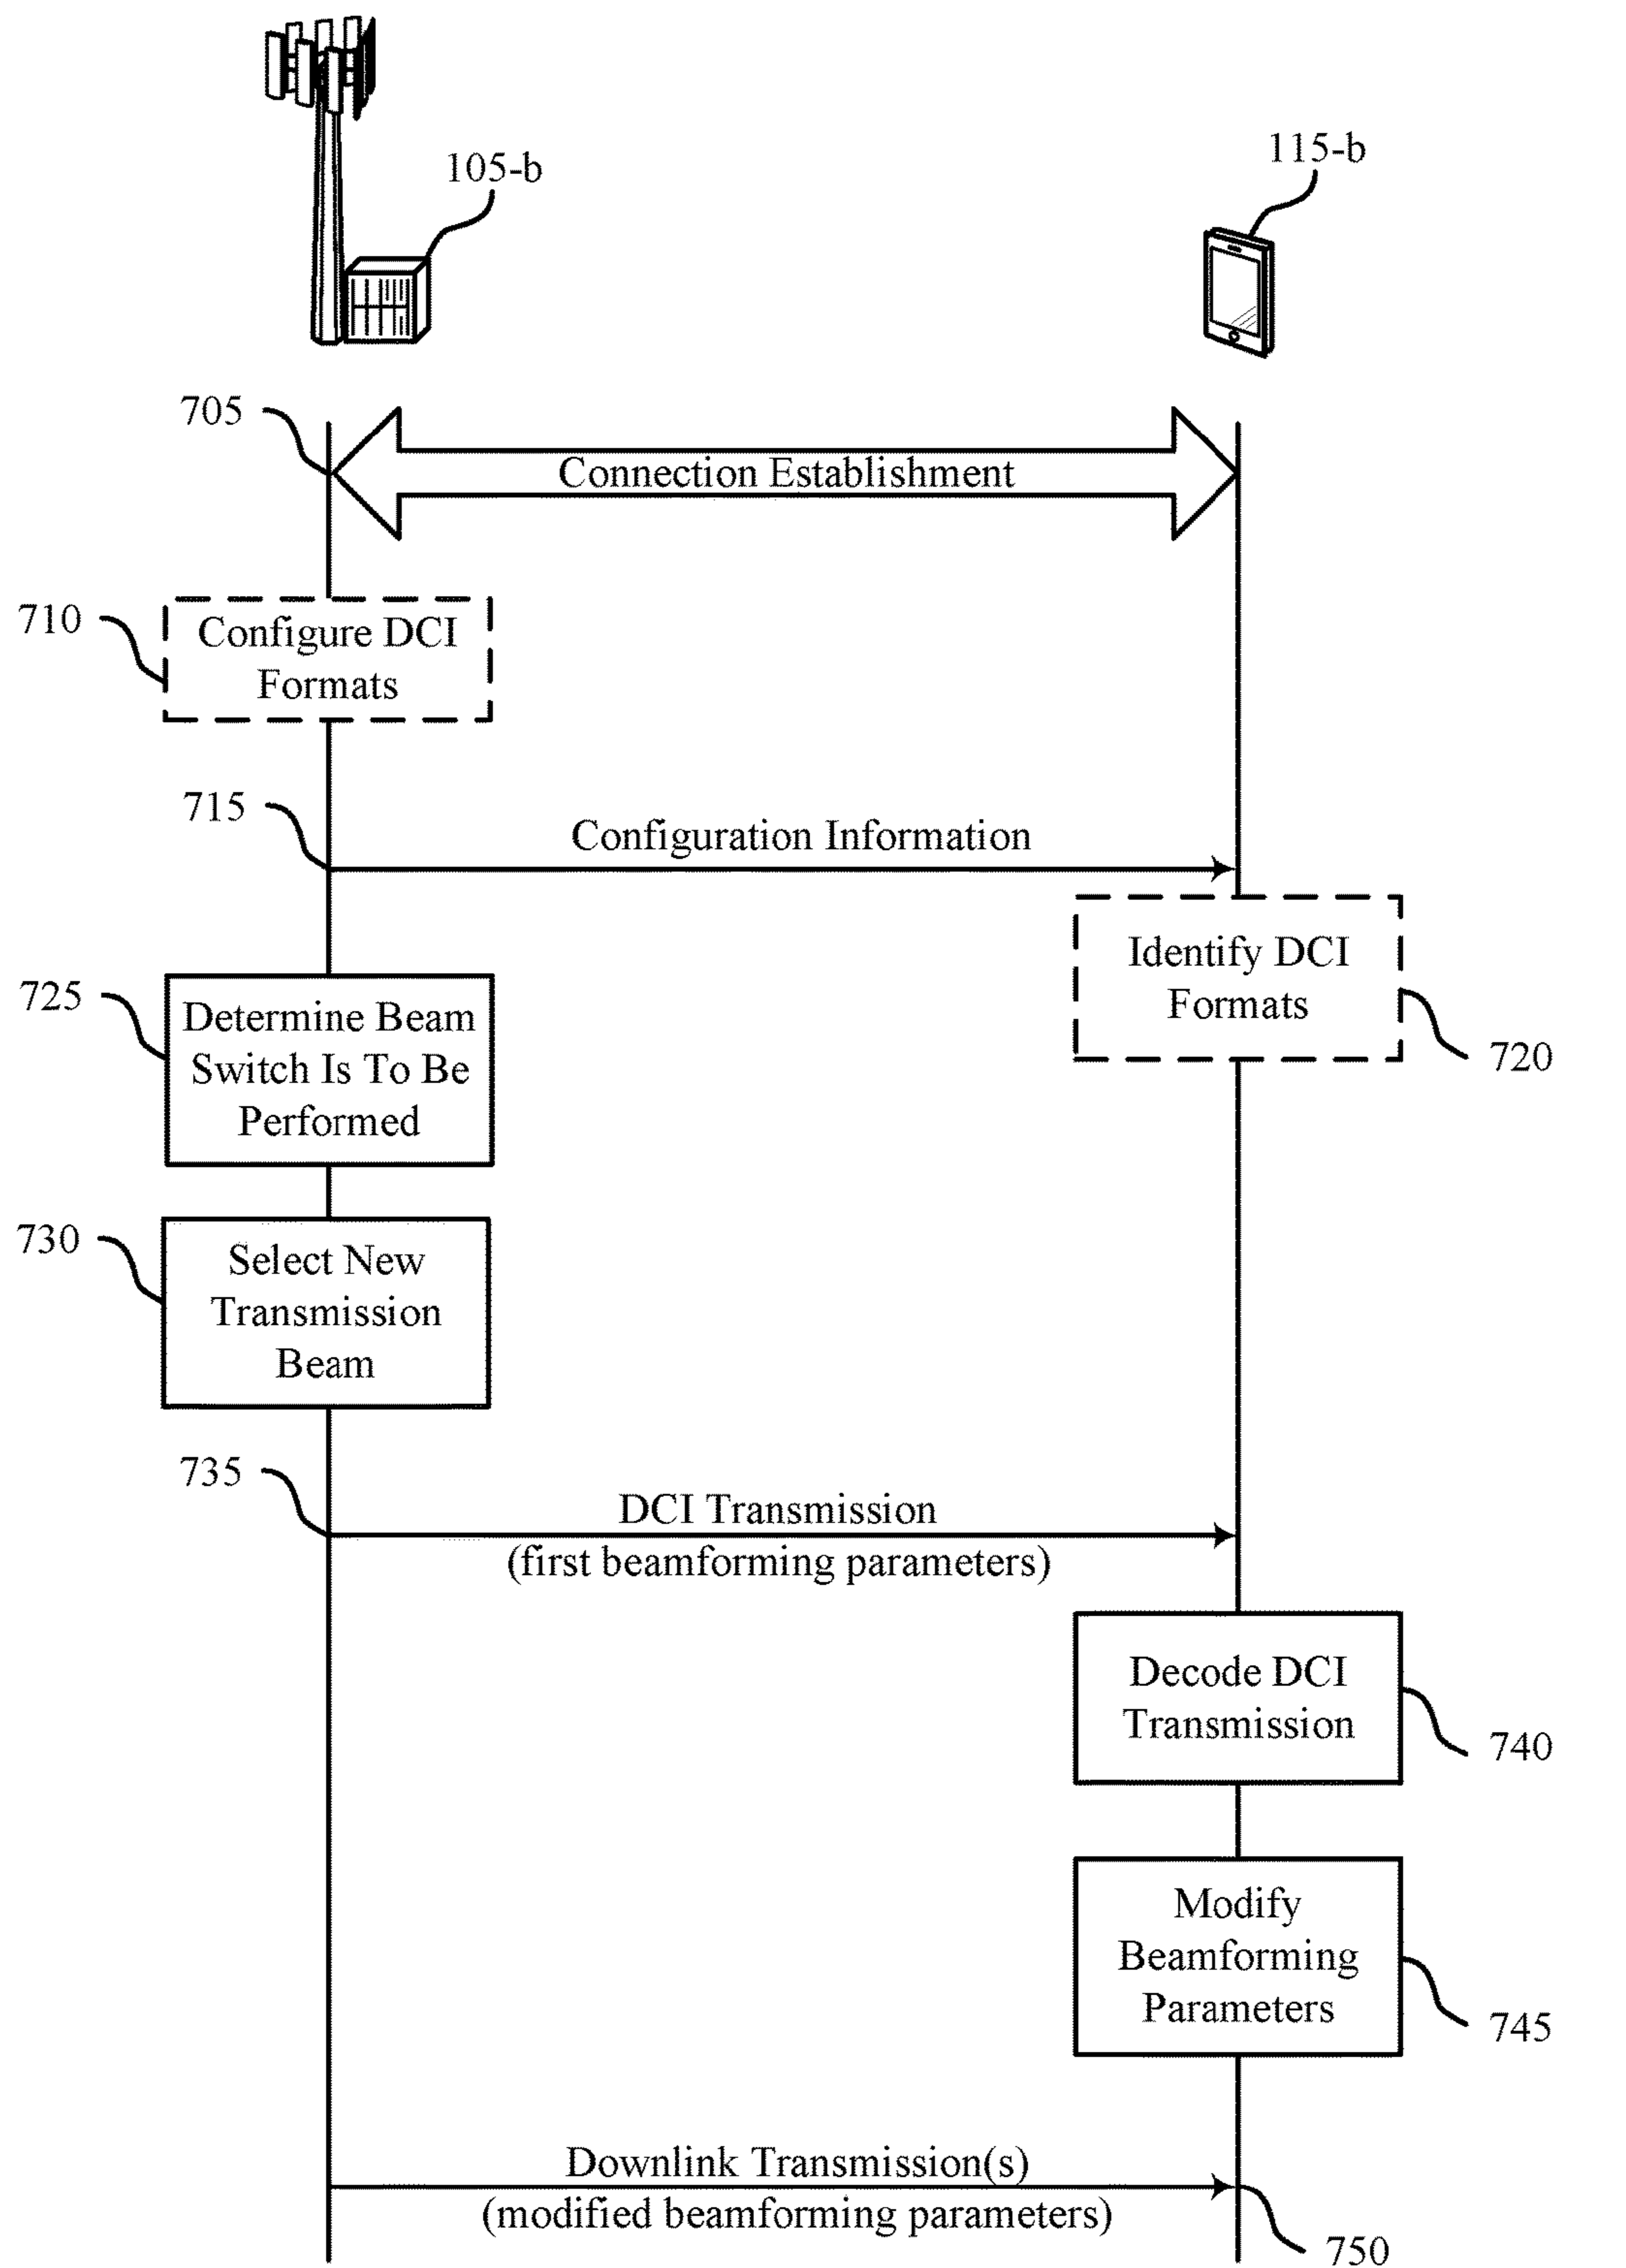 105-b
115-b
705
Connection Establishment
710
Configure DCI
Formats
715
Configuration Information
Identify DCI
Formats
720
725
Determine Beam
Switch Is To Be
Performed
730
Select New
Transmission
Beam
735
DCI Transmission
(first beamforming parameters)
Decode DCI
Transmission
740
Modify
Beamforming
Parameters
745
Downlink Transmission(s)
(modified beamforming parameters)
750